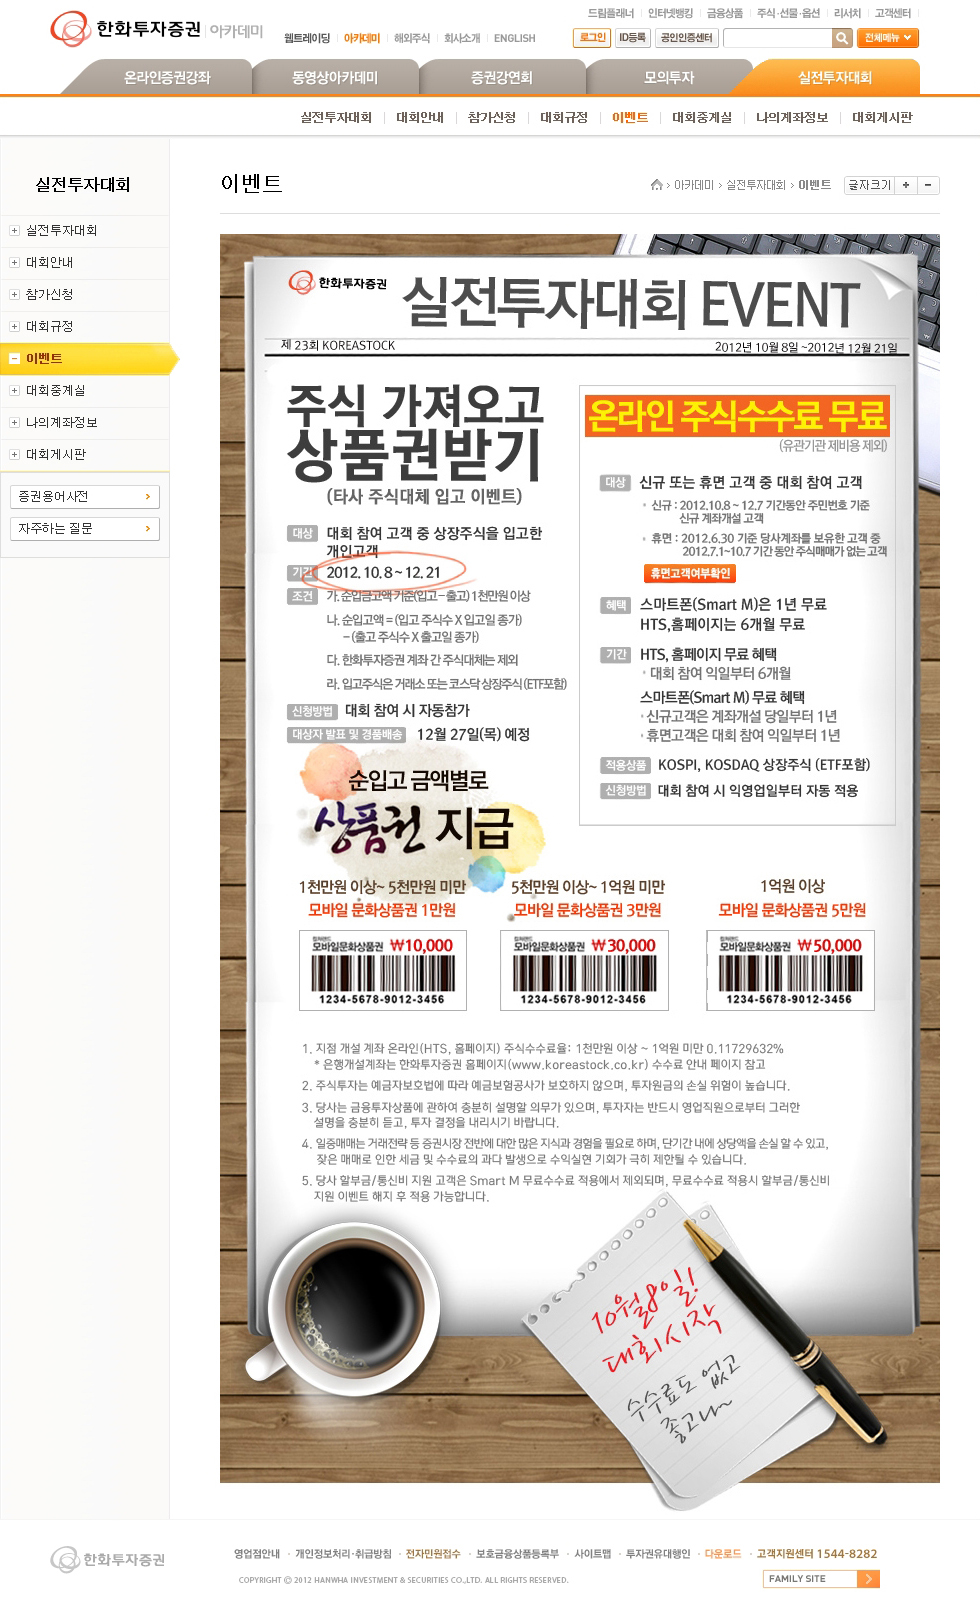 드림플래너 인터넷뱅킹 금융상품 주식·선물·옵션 리서치 고객센터
한화투자증권 아카데미
웹트레이딩 아카데미 해외주식 회사소개 ENGLISH
로그인 ID등록 공인인증센터 전체메뉴
온라인증권강좌 동영상아카데미 증권강연회 모의투자 실전투자대회
실전투자대회 대회안내 참가신청 대회규정 이벤트 대회중계실 나의계좌정보 대회게시판
실전투자대회
실전투자대회
대회안내
참가신청
대회규정
이벤트
대회중계실
나의계좌정보
대회게시판
증권용어사전
자주하는 질문
이벤트
> 아카데미 > 실전투자대회 > 이벤트 글자크기 + -
한화투자증권
실전투자대회 EVENT
제 23회 KOREASTOCK
2012년 10월 8일 ~2012년 12월 21일
주식 가져오고
상품권받기
(타사 주식대체 입고 이벤트)
대상 대회 참여 고객 중 상장주식을 입고한
개인고객
기간 2012. 10. 8 ~ 12. 21
조건 가. 순입금고액 기준(입고 – 출고) 1천만원 이상
나. 순입고액 = (입고 주식수 X 입고일 종가)
– (출고 주식수 X 출고일 종가)
다. 한화투자증권 계좌 간 주식대체는 제외
라. 입고주식은 거래소 또는 코스닥 상장주식 (ETF포함)
신청방법 대회 참여 시 자동참가
대상자 발표 및 경품배송 12월 27일(목) 예정
온라인 주식수수료 무료
(유관기관 제비용 제외)
대상 신규 또는 휴면 고객 중 대회 참여 고객
· 신규 : 2012.10.8 ~ 12.7 기간동안 주민번호 기준
신규 계좌개설 고객
· 휴면 : 2012.6.30 기준 당사계좌를 보유한 고객 중
2012.7.1~10.7 기간 동안 주식매매가 없는 고객
휴면고객여부확인
혜택 스마트폰(Smart M)은 1년 무료
HTS,홈페이지는 6개월 무료
기간 HTS, 홈페이지 무료 혜택
· 대회 참여 익일부터 6개월
스마트폰(Smart M) 무료 혜택
· 신규고객은 계좌개설 당일부터 1년
· 휴면고객은 대회 참여 익일부터 1년
적용상품 KOSPI, KOSDAQ 상장주식 (ETF포함)
신청방법 대회 참여 시 익영업일부터 자동 적용
순입고 금액별로
상품권 지급
1천만원 이상~ 5천만원 미만
모바일 문화상품권 1만원
5천만원 이상~ 1억원 미만
모바일 문화상품권 3만원
1억원 이상
모바일 문화상품권 5만원
컬쳐랜드
모바일문화상품권 ₩10,000
1234-5678-9012-3456
컬쳐랜드
모바일문화상품권 ₩30,000
1234-5678-9012-3456
컬쳐랜드
모바일문화상품권 ₩50,000
1234-5678-9012-3456
1. 지점 개설 계좌 온라인(HTS, 홈페이지) 주식수수료율: 1천만원 이상 ~ 1억원 미만 0.11729632%
* 은행개설계좌는 한화투자증권 홈페이지(www.koreastock.co.kr) 수수료 안내 페이지 참고
2. 주식투자는 예금자보호법에 따라 예금보험공사가 보호하지 않으며, 투자원금의 손실 위험이 높습니다.
3. 당사는 금융투자상품에 관하여 충분히 설명할 의무가 있으며, 투자자는 반드시 영업직원으로부터 그러한
설명을 충분히 듣고, 투자 결정을 내리시기 바랍니다.
4. 일중매매는 거래전략 등 증권시장 전반에 대한 많은 지식과 경험을 필요로 하며, 단기간 내에 상당액을 손실 할 수 있고,
잦은 매매로 인한 세금 및 수수료의 과다 발생으로 수익실현 기회가 극히 제한될 수 있습니다.
5. 당사 할부금/통신비 지원 고객은 Smart M 무료수수료 적용에서 제외되며, 무료수수료 적용시 할부금/통신비
지원 이벤트 해지 후 적용 가능합니다.
10월8일!
대회시작
수수료도 없고
좋고나~
한화투자증권
영업점안내 · 개인정보처리·취급방침 · 전자민원접수 · 보호금융상품등록부 · 사이트맵 · 투자권유대행인 · 다운로드 · 고객지원센터 1544-8282
COPYRIGHT ⓒ 2012 HANWHA INVESTMENT & SECURITIES CO.,LTD. ALL RIGHTS RESERVED.
FAMILY SITE